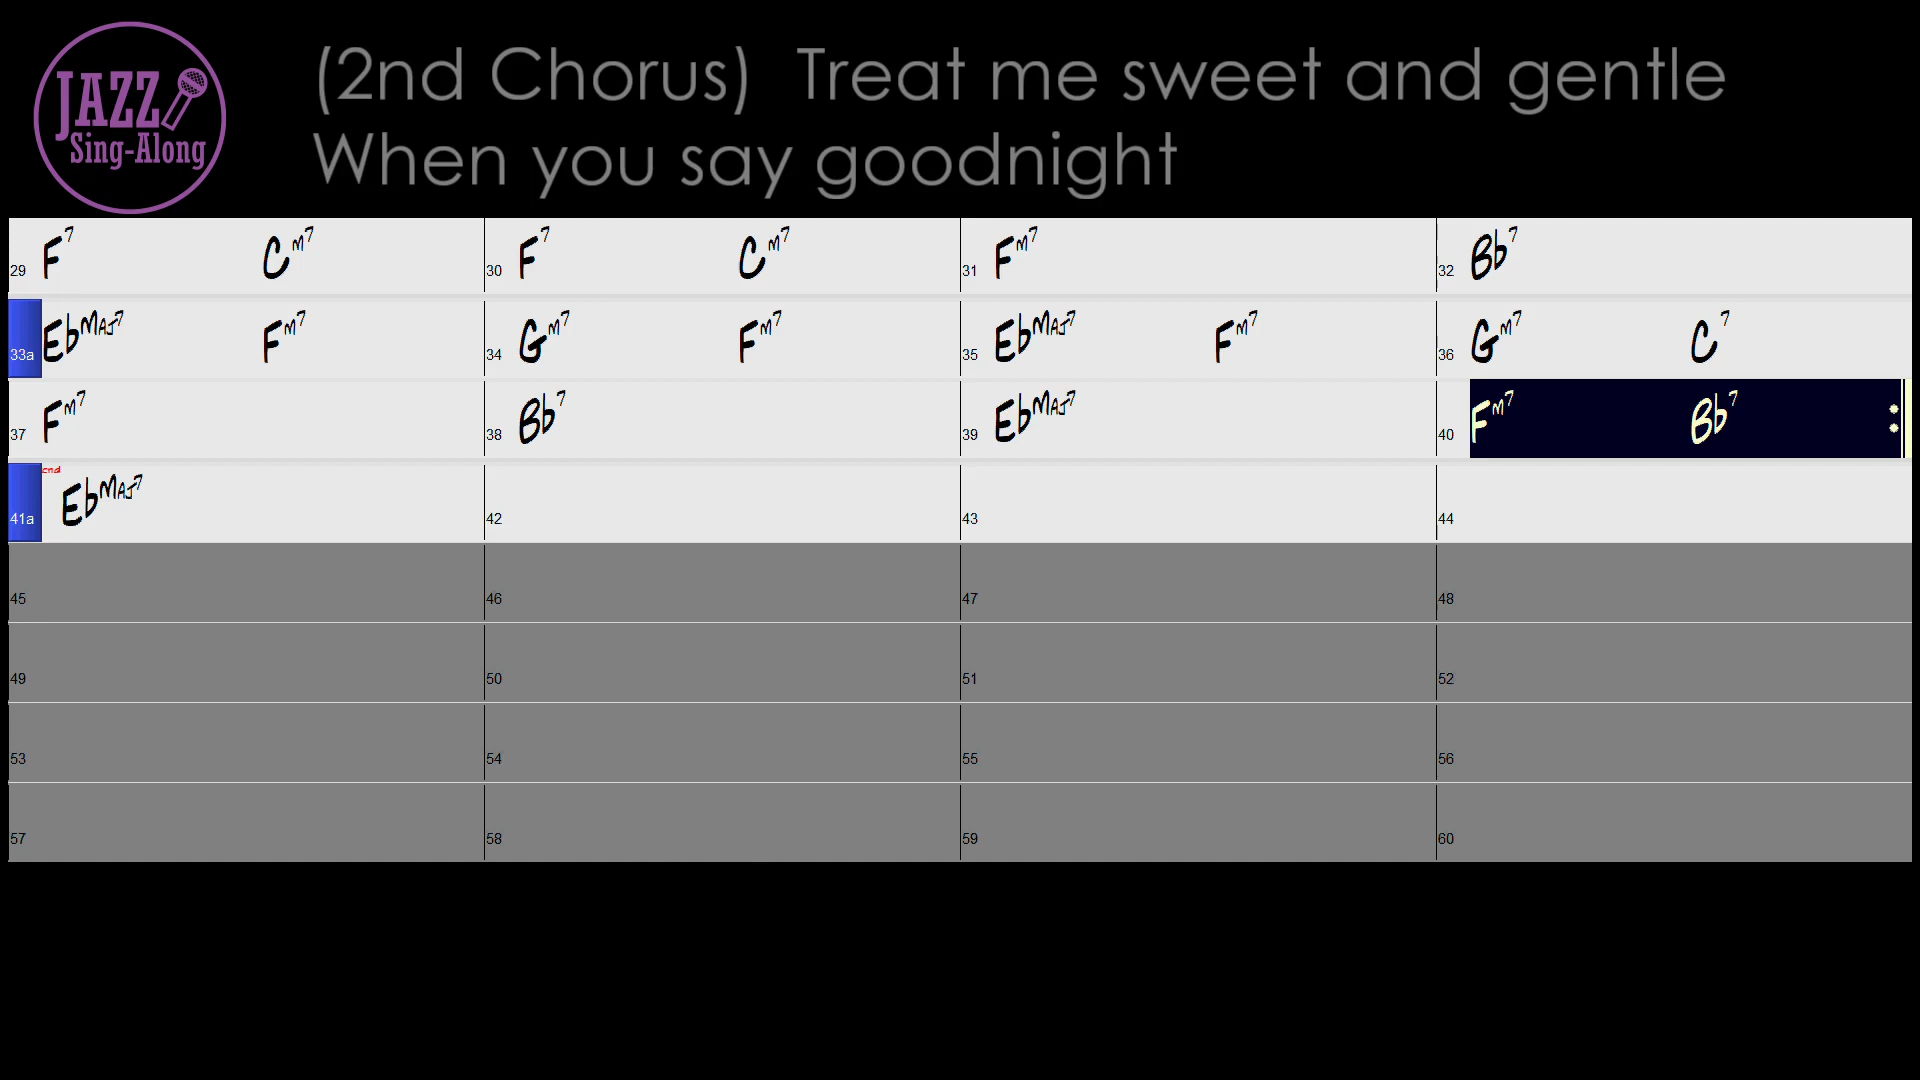 JAZZ
Sing-Along
(2nd Chorus)  Treat me sweet and gentle
When you say goodnight
29 F7 Cm7 30 F7 Cm7 31 Fm7 32 Bb7
33a EbMAJ7 Fm7 34 Gm7 Fm7 35 EbMAJ7 Fm7 36 Gm7 C7
37 Fm7 38 Bb7 39 EbMAJ7 40 Fm7 Bb7
end
41a EbMAJ7 42 43 44
45 46 47 48
49 50 51 52
53 54 55 56
57 58 59 60